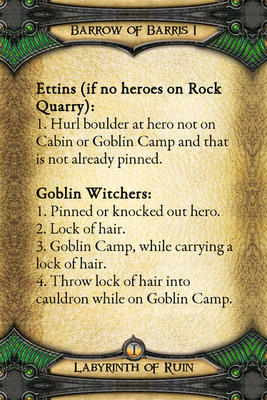 Barrow of Barris I
Ettins (if no heroes on Rock
Quarry):
1. Hurl boulder at hero not on
Cabin or Goblin Camp and that
is not already pinned.
Goblin Witchers:
1. Pinned or knocked out hero.
2. Lock of hair.
3. Goblin Camp, while carrying a
lock of hair.
4. Throw lock of hair into
cauldron while on Goblin Camp.
1
Labyrinth of Ruin